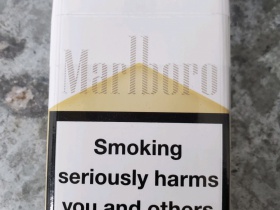 Marlboro
Smoking
seriously harms
you and others